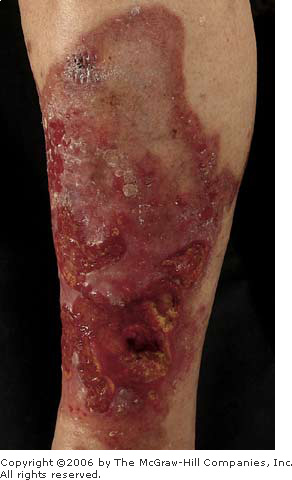 Copyright ©2006 by The McGraw-Hill Companies, Inc.
All rights reserved.